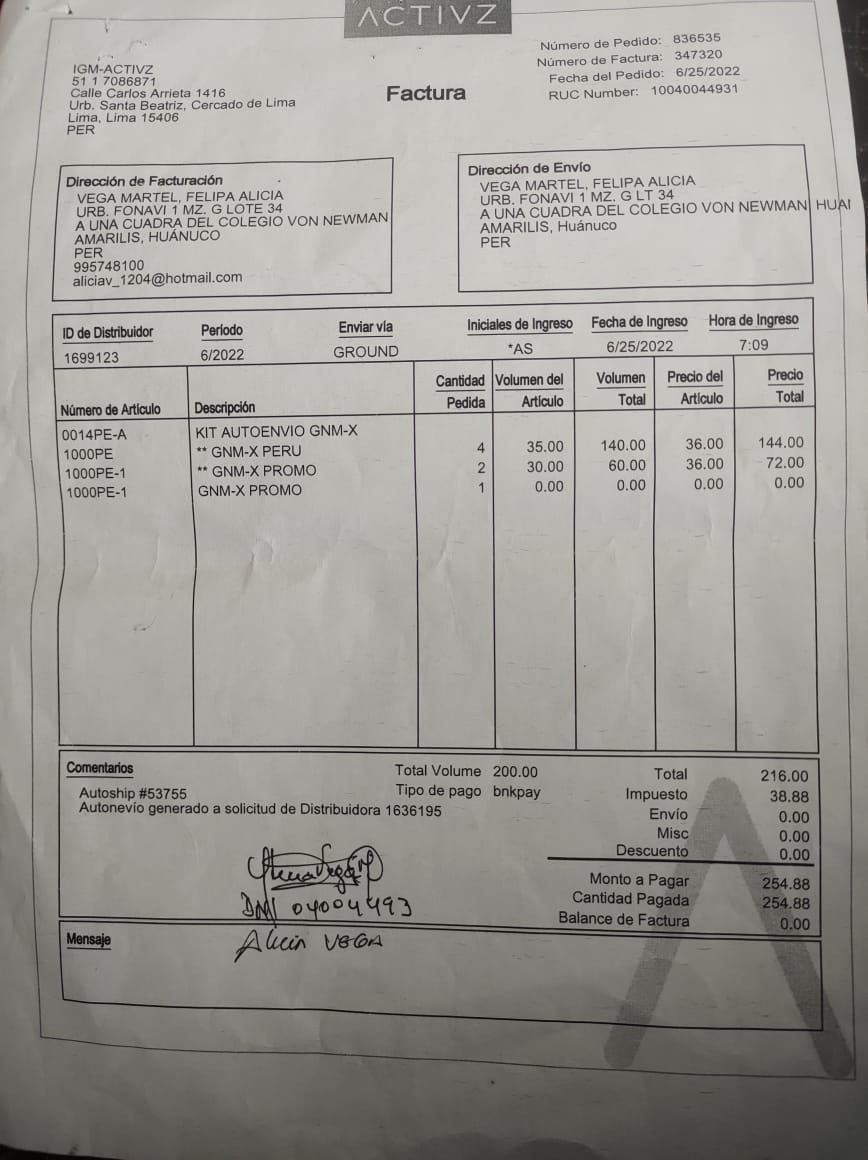 ACTIVZ
IGM-ACTIVZ
51 1 7086871
Calle Carlos Arrieta 1416
Urb. Santa Beatriz, Cercado de Lima
Lima, Lima 15406
PER
Factura
Número de Pedido: 836535
Número de Factura: 347320
Fecha del Pedido: 6/25/2022
RUC Number: 10040044931
Dirección de Facturación
VEGA MARTEL, FELIPA ALICIA
URB. FONAVI 1 MZ. G LOTE 34
A UNA CUADRA DEL COLEGIO VON NEWMAN
AMARILIS, HUÁNUCO
PER
995748100
aliciav_1204@hotmail.com
Dirección de Envío
VEGA MARTEL, FELIPA ALICIA
URB. FONAVI 1 MZ. G LT 34
A UNA CUADRA DEL COLEGIO VON NEWMAN HUA
AMARILIS, Huánuco
PER
ID de Distribuidor Período Enviar vía Iniciales de Ingreso Fecha de Ingreso Hora de Ingreso
1699123 6/2022 GROUND *AS 6/25/2022 7:09
Número de Artículo Descripción Cantidad Pedida Volumen del Artículo Volumen Total Precio del Artículo Precio Total
0014PE-A KIT AUTOENVIO GNM-X
1000PE ** GNM-X PERU 4 35.00 140.00 36.00 144.00
1000PE-1 ** GNM-X PROMO 2 30.00 60.00 36.00 72.00
1000PE-1 GNM-X PROMO 1 0.00 0.00 0.00 0.00
Comentarios
Autoship #53755
Autonevío generado a solicitud de Distribuidora 1636195
Total Volume 200.00
Tipo de pago bnkpay
Total 216.00
Impuesto 38.88
Envío 0.00
Misc 0.00
Descuento 0.00
Monto a Pagar 254.88
Cantidad Pagada 254.88
Balance de Factura 0.00
DNI 04004493
Alicia VEGA
Mensaje